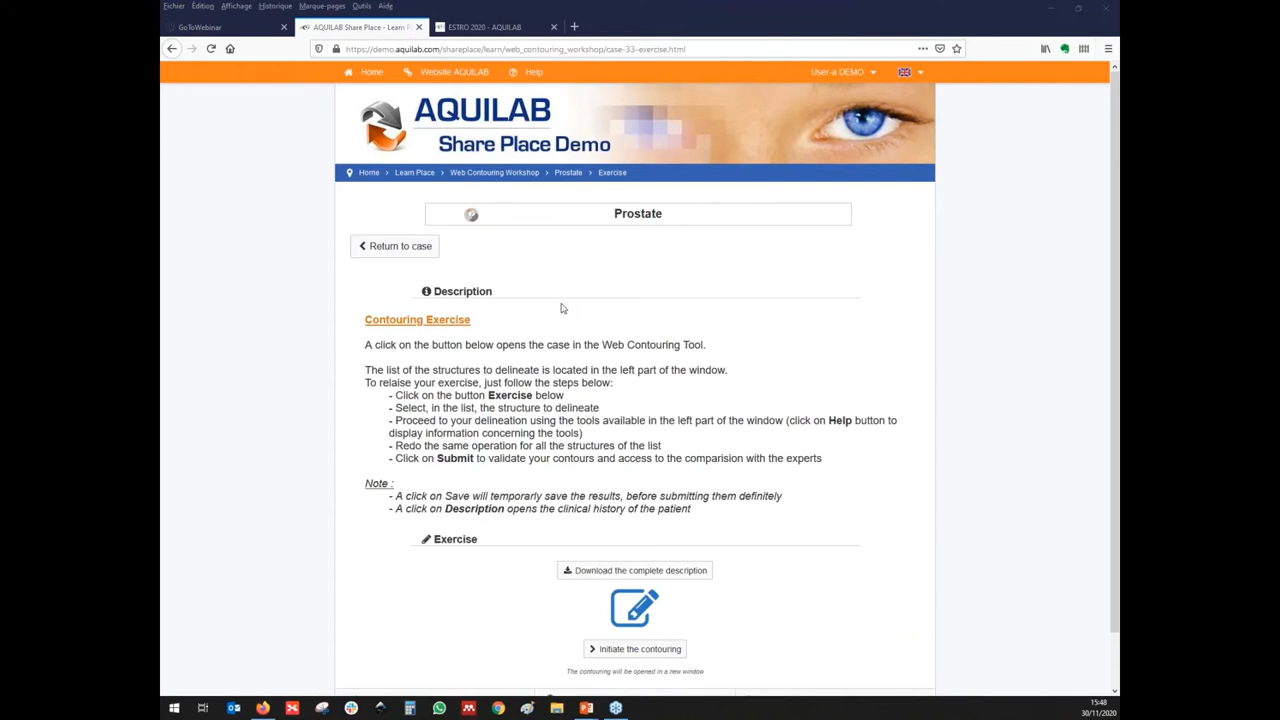 Fichier Édition Affichage Historique Marque-pages Outils Aide
GoToWebinar
AQUILAB Share Place - Learn P
ESTRO 2020 - AQUILAB
https://demo.aquilab.com/shareplace/learn/web_contouring_workshop/case-33-exercise.html
Home Website AQUILAB Help User-a DEMO
AQUILAB
Share Place Demo
Home > Learn Place > Web Contouring Workshop > Prostate > Exercise
Prostate
Return to case
Description
Contouring Exercise
A click on the button below opens the case in the Web Contouring Tool.
The list of the structures to delineate is located in the left part of the window.
To relaise your exercise, just follow the steps below:
- Click on the button Exercise below
- Select, in the list, the structure to delineate
- Proceed to your delineation using the tools available in the left part of the window (click on Help button to
display information concerning the tools)
- Redo the same operation for all the structures of the list
- Click on Submit to validate your contours and access to the comparision with the experts
Note :
- A click on Save will temporarly save the results, before submitting them definitely
- A click on Description opens the clinical history of the patient
Exercise
Download the complete description
Initiate the contouring
The contouring will be opened in a new window
15:48
30/11/2020